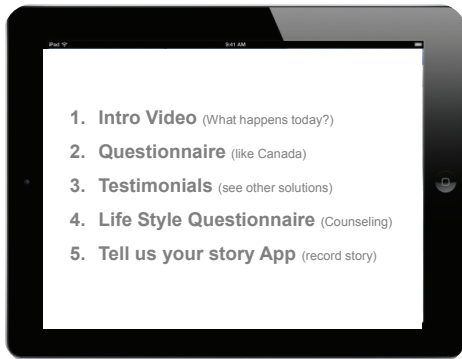 iPad 9:41 AM
1. Intro Video (What happens today?)
2. Questionnaire (like Canada)
3. Testimonials (see other solutions)
4. Life Style Questionnaire (Counseling)
5. Tell us your story App (record story)